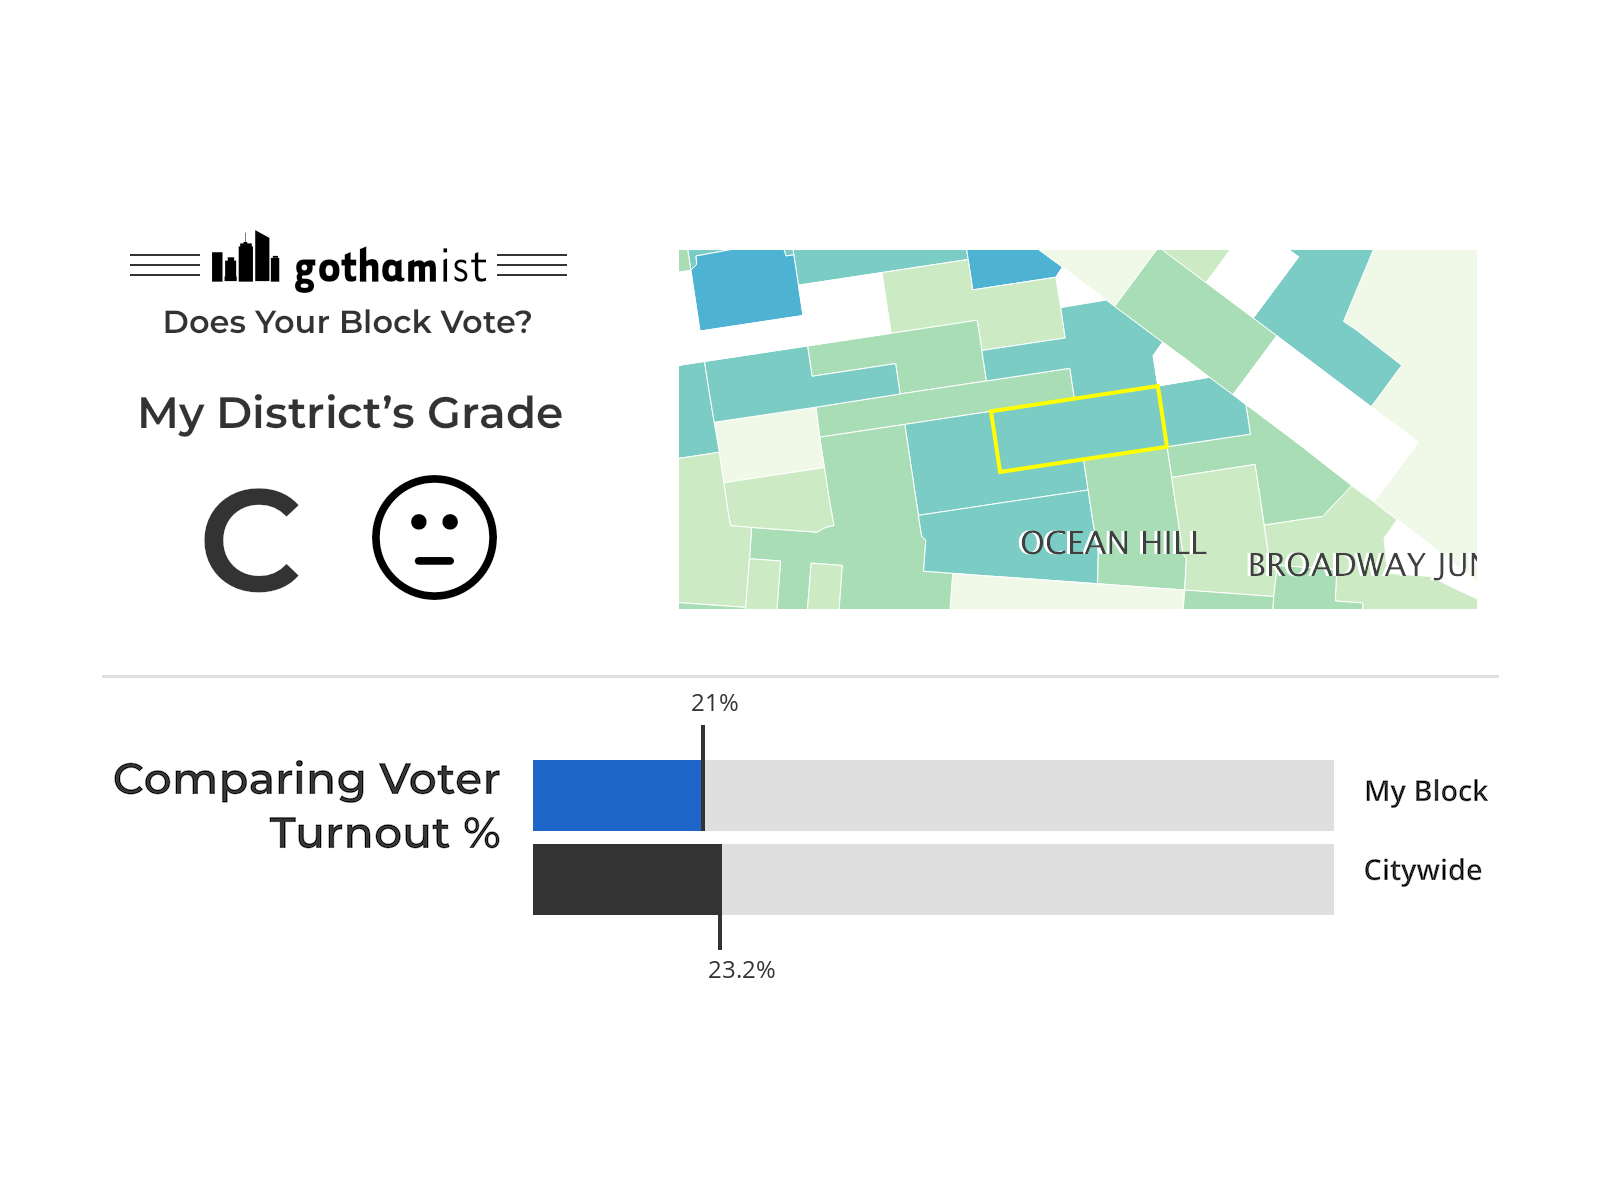 gothamist
Does Your Block Vote?
My District’s Grade
C
OCEAN HILL
BROADWAY JUN
21%
Comparing Voter
Turnout %
My Block
Citywide
23.2%